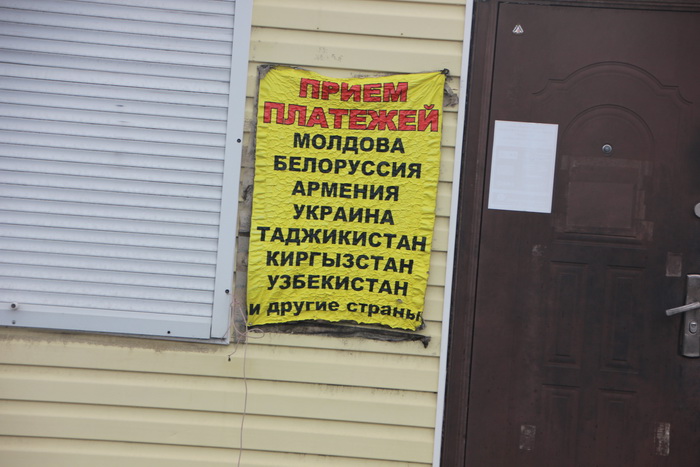 ПРИЕМ
ПЛАТЕЖЕЙ
МОЛДОВА
БЕЛОРУССИЯ
АРМЕНИЯ
УКРАИНА
ТАДЖИКИСТАН
КИРГЫЗСТАН
УЗБЕКИСТАН
и другие страны